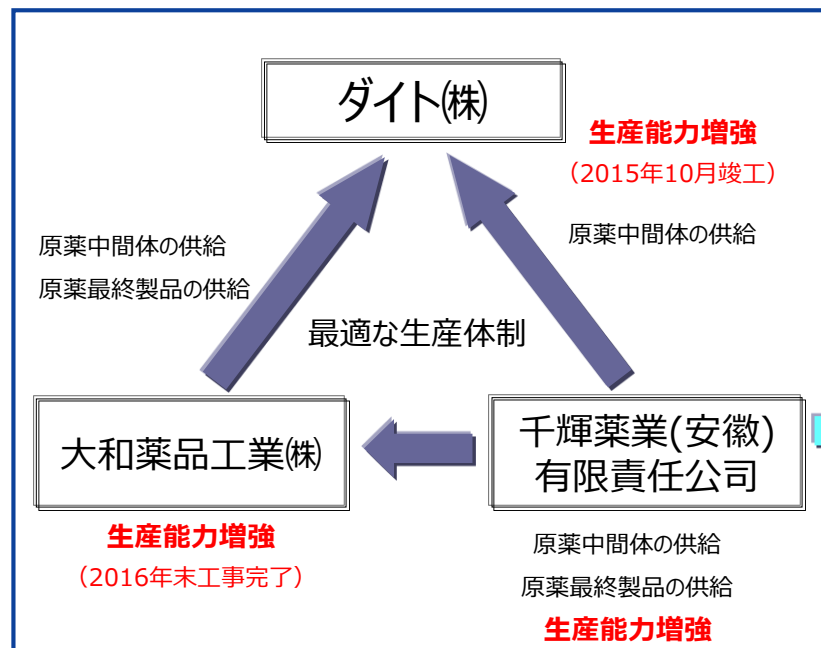 ダイト㈱
生産能力増強
（2015年10月竣工）
原薬中間体の供給
原薬中間体の供給
原薬最終製品の供給
最適な生産体制
大和薬品工業㈱
千輝薬業(安徽)
有限責任公司
生産能力増強
（2016年末工事完了）
原薬中間体の供給
原薬最終製品の供給
生産能力増強